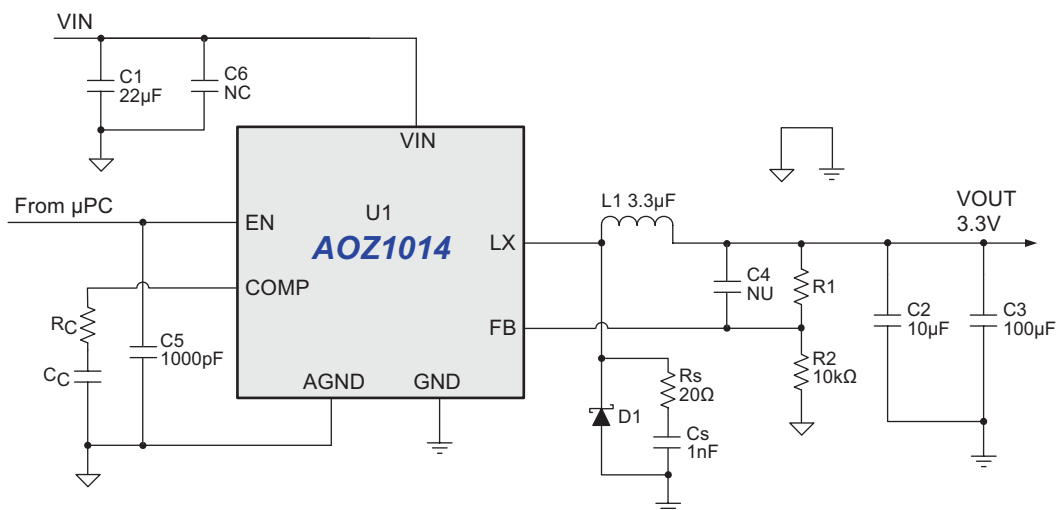 VIN
C1
22µF
C6
NC
VIN
From µPC
EN
U1
AOZ1014
LX
L1 3.3µF
VOUT
3.3V
COMP
C4
NU
R1
RC
FB
C2
10µF
C3
100µF
C5
1000pF
CC
R2
10kΩ
AGND
GND
Rs
20Ω
D1
Cs
1nF